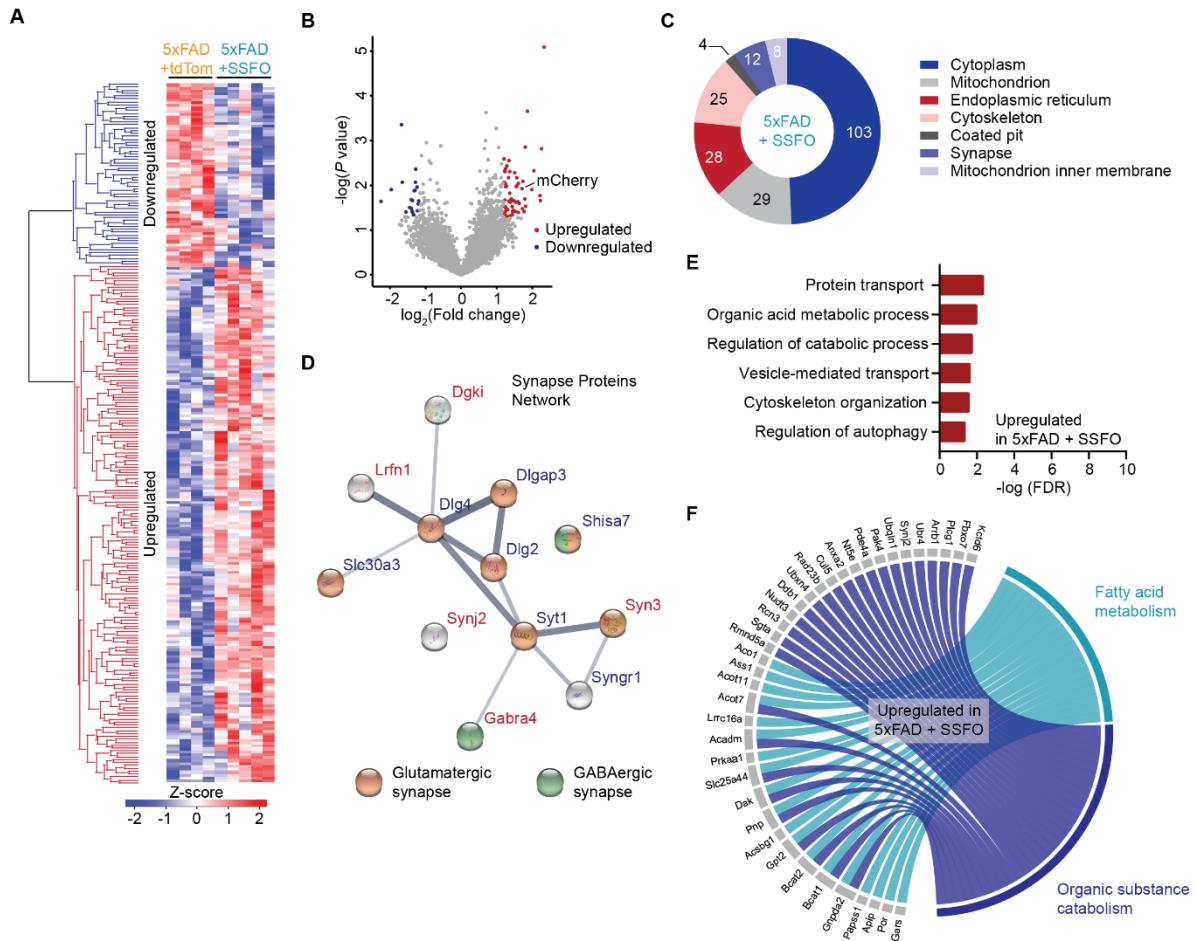 A
5xFAD
+tdTom
5xFAD
+SSFO
Downregulated
Upregulated
Z-score
-2 -1 0 1 2
B
5
4
3
2
1
0
-log(P value)
mCherry
Upregulated
Downregulated
-2 -1 0 1 2
log2(Fold change)
C
4
12
8
25
28
29
103
5xFAD
+ SSFO
Cytoplasm
Mitochondrion
Endoplasmic reticulum
Cytoskeleton
Coated pit
Synapse
Mitochondrion inner membrane
D
Synapse Proteins
Network
Dgki
Lrfn1
Dlgap3
Dlg4
Shisa7
Dlg2
Slc30a3
Synj2
Syt1
Syn3
Syngr1
Gabra4
Glutamatergic
synapse
GABAergic
synapse
E
Protein transport
Organic acid metabolic process
Regulation of catabolic process
Vesicle-mediated transport
Cytoskeleton organization
Regulation of autophagy
Upregulated
in 5xFAD + SSFO
0 2 4 6 8 10
-log (FDR)
F
Kctd6
Fbxo7
Plcg1
Arrb1
Ubr4
Synj2
Ubqln1
Pak4
Pde4a
Nt5e
Anxa2
Cul5
Rad23b
Ubxn4
Ddb1
Nudt3
Rcn3
Sgta
Rmnd5a
Aco1
Ass1
Acot11
Acot7
Lrrc16a
Acadm
Prkaa1
Slc25a44
Dak
Pnp
Acsbg1
Gpt2
Bcat2
Bcat1
Gnpda2
Papss1
Aplp
Por
Gars
Upregulated in
5xFAD + SSFO
Fatty acid
metabolism
Organic substance
catabolism